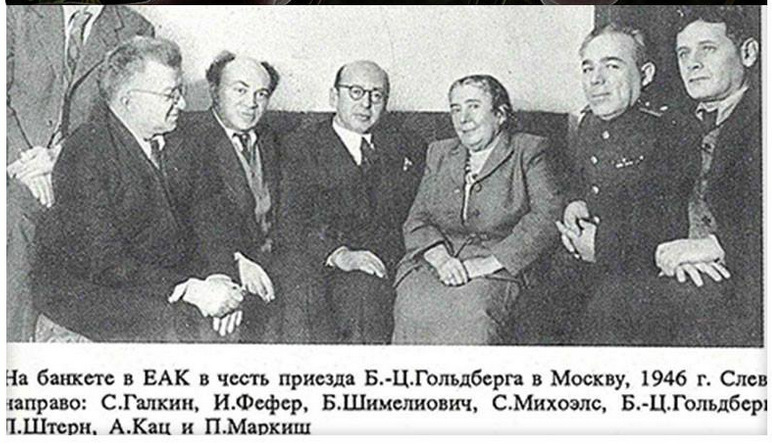 На банкете в ЕАК в честь приезда Б.-Ц.Гольдберга в Москву, 1946 г. Слев
направо: С.Галкин, И.Фефер, Б.Шимелиович, С.Михоэлс, Б.-Ц.Гольдберг
Л.Штерн, А.Кац и П.Маркиш